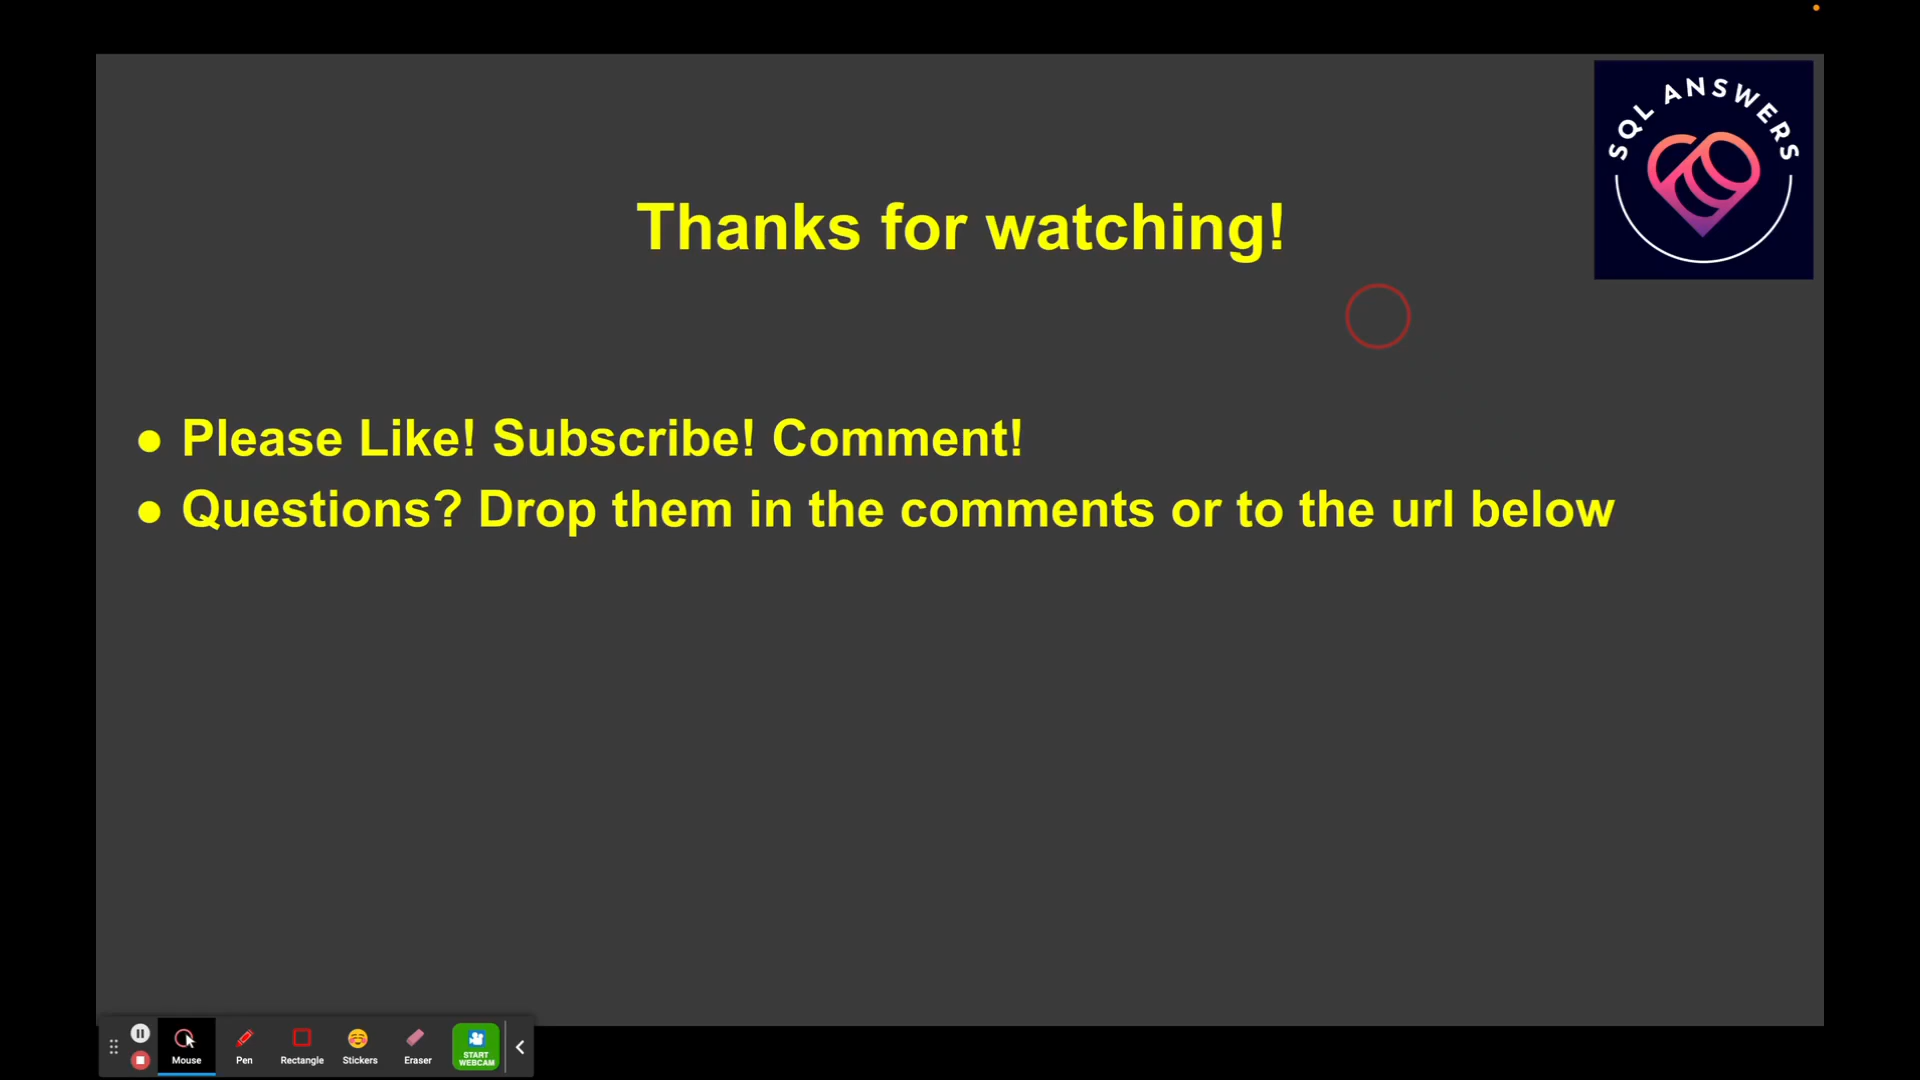 SQL ANSWERS
Thanks for watching!
● Please Like! Subscribe! Comment!
● Questions? Drop them in the comments or to the url below
Mouse
Pen
Rectangle
Stickers
Eraser
START
WEBCAM